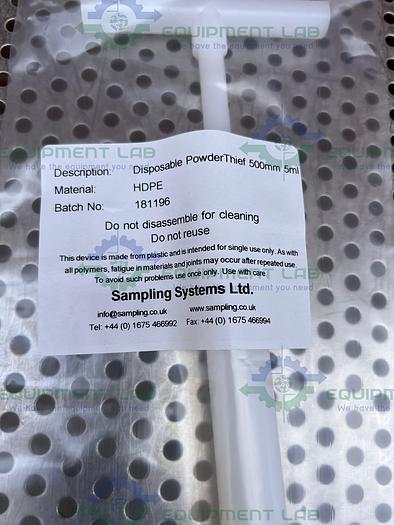 EQUIPMENT LAB
We have the equipment you need
Description: Disposable PowderThief 500mm 5ml
Material: HDPE
Batch No: 181196
Do not disassemble for cleaning
Do not reuse
This device is made from plastic and is intended for single use only. As with
all polymers, fatigue in materials and joints may occur after repeated use.
To avoid such problems use once only. Use with care
Sampling Systems Ltd.
info@sampling.co.uk www.sampling.co.uk
Tel: +44 (0) 1675 466992 Fax: +44 (0) 1675 466994